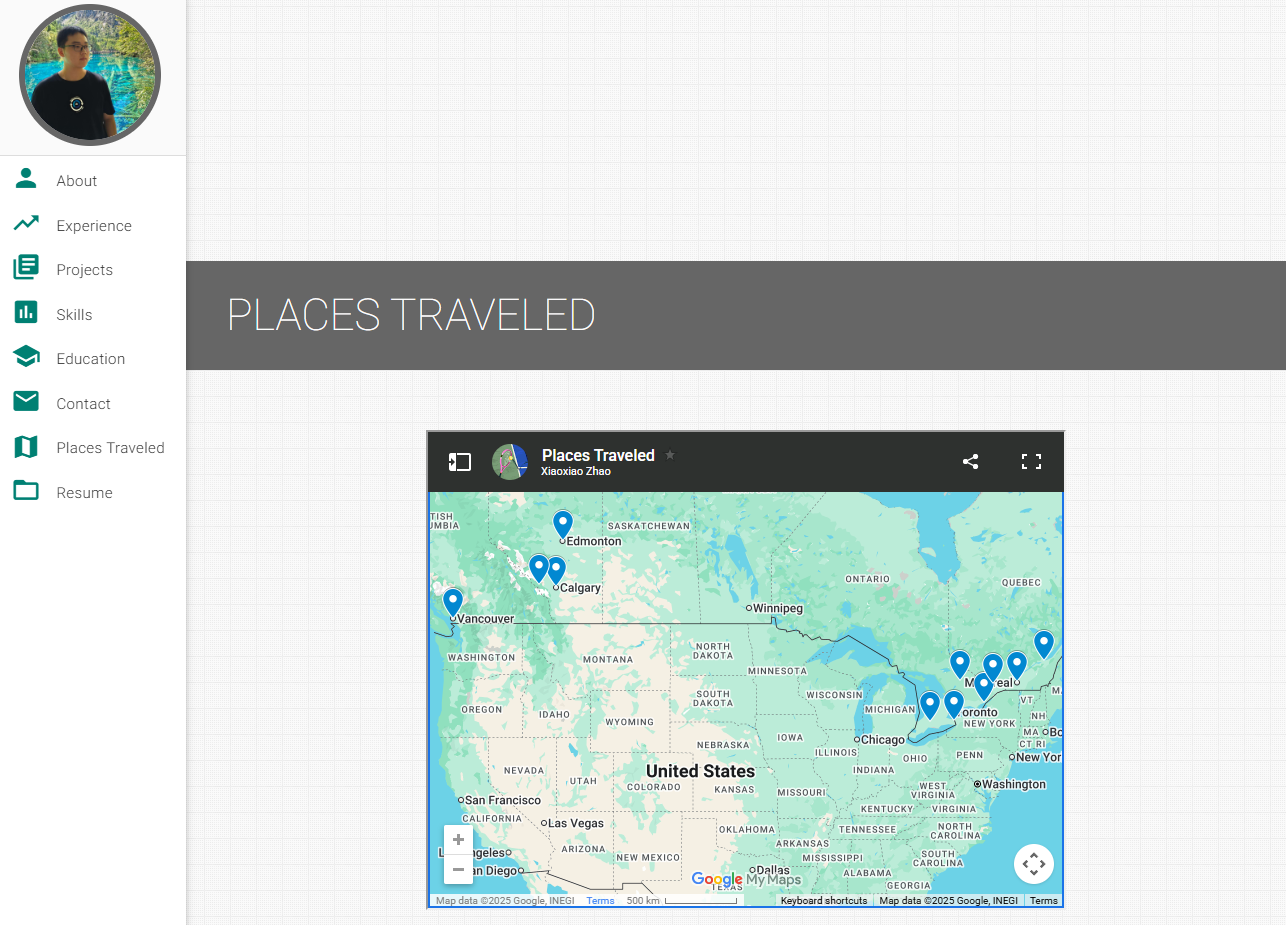 About
Experience
Projects
Skills
Education
Contact
Places Traveled
Resume
PLACES TRAVELED
Places Traveled
Xiaoxiao Zhao
TISH
UMBIA
SASKATCHEWAN
Edmonton
Calgary
ONTARIO
QUEBEC
Winnipeg
Vancouver
WASHINGTON
MONTANA
NORTH
DAKOTA
MINNESOTA
M
real
OREGON
IDAHO
WYOMING
SOUTH
DAKOTA
WISCONSIN
MICHIGAN
oronto
VT
M
NEW YORK
NH
MA
Bo
CT RI
IOWA
Chicago
NEBRASKA
ILLINOIS
OHIO
PENN
New Yor
United States
NEVADA
UTAH
COLORADO
KANSAS
MISSOURI
INDIANA
WEST
VIRGINIA
Washington
San Francisco
CALIFORNIA
KENTUCKY
VIRGINIA
Las Vegas
OKLAHOMA
TENNESSEE
NORTH
CAROLINA
L
ngeles
ARIZONA
NEW MEXICO
ARKANSAS
MISSISSIPPI
SOUTH
CAROLINA
an Diego
Dallas
ALABAMA
Google My Maps
TEXAS
GEORGIA
Map data ©2025 Google, INEGI Terms 500 km
Keyboard shortcuts Map data ©2025 Google, INEGI Terms